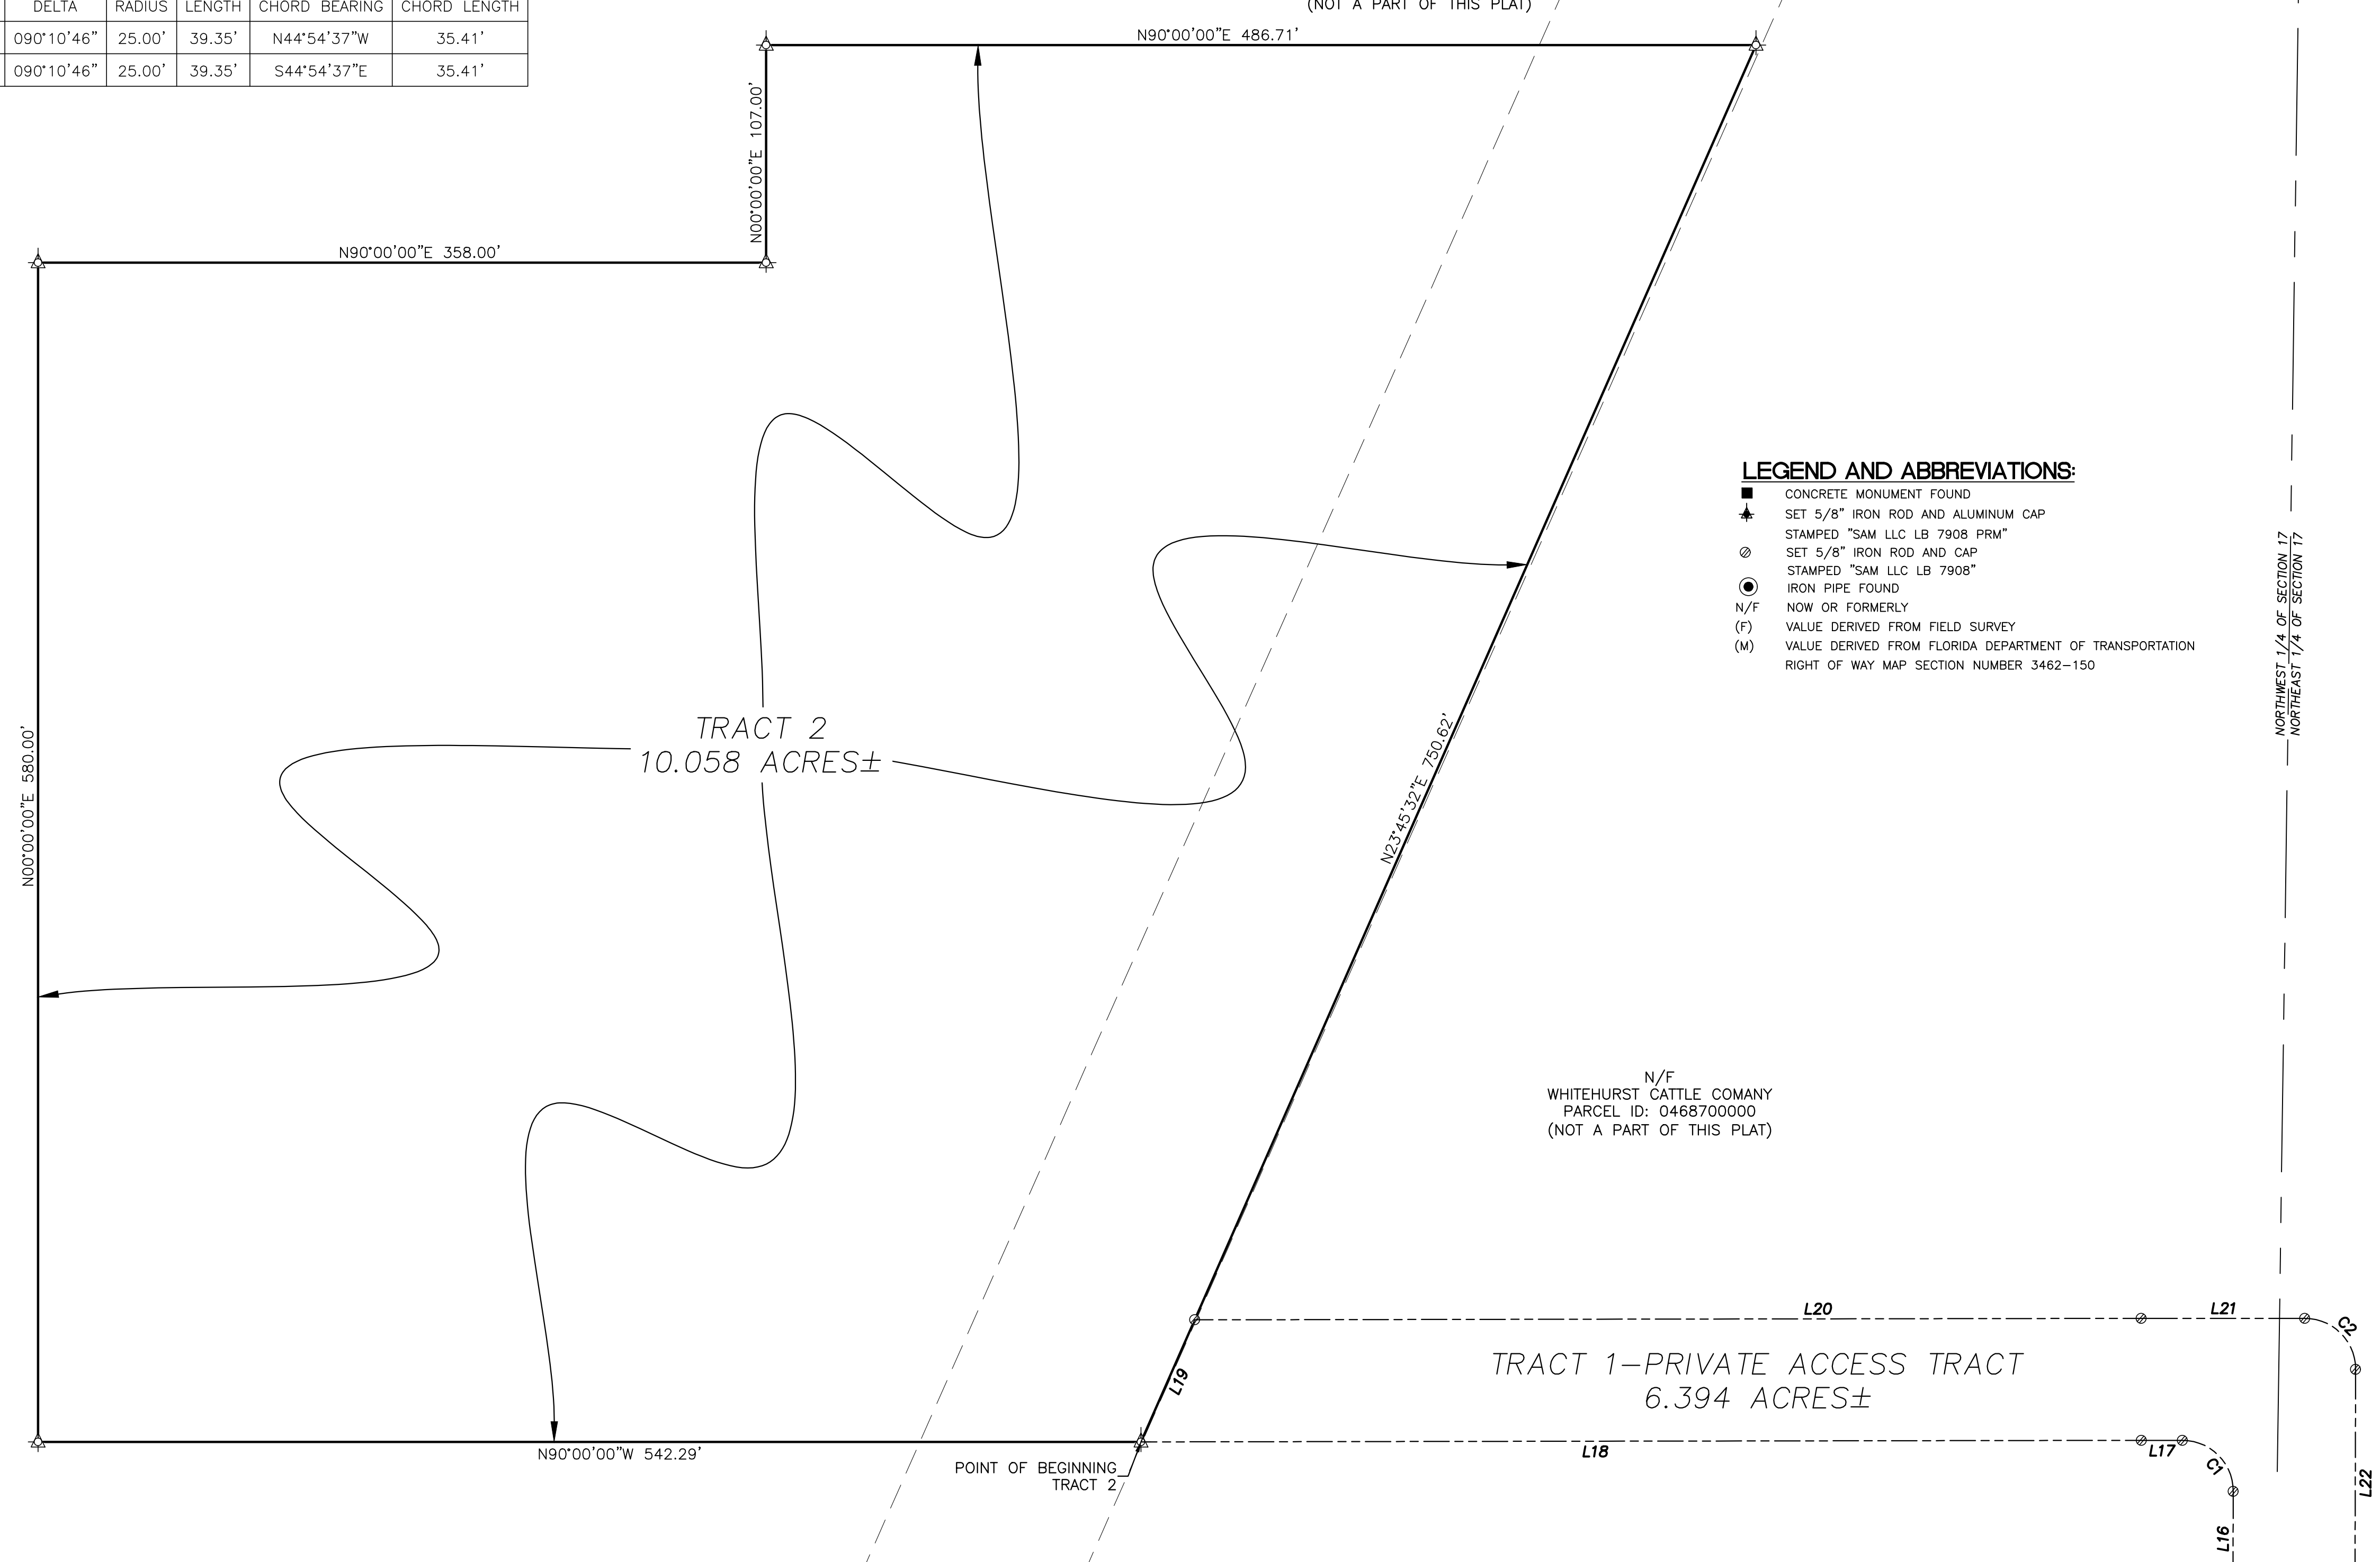 DELTA RADIUS LENGTH CHORD BEARING CHORD LENGTH
090°10'46" 25.00' 39.35' N44°54'37"W 35.41'
090°10'46" 25.00' 39.35' S44°54'37"E 35.41'
(NOT A PART OF THIS PLAT)
N90°00'00"E 486.71'
N00°00'00"E 107.00'
N90°00'00"E 358.00'
LEGEND AND ABBREVIATIONS:
CONCRETE MONUMENT FOUND
SET 5/8" IRON ROD AND ALUMINUM CAP
STAMPED "SAM LLC LB 7908 PRM"
SET 5/8" IRON ROD AND CAP
STAMPED "SAM LLC LB 7908"
IRON PIPE FOUND
N/F NOW OR FORMERLY
(F) VALUE DERIVED FROM FIELD SURVEY
(M) VALUE DERIVED FROM FLORIDA DEPARTMENT OF TRANSPORTATION
RIGHT OF WAY MAP SECTION NUMBER 3462-150
NORTHWEST 1/4 OF SECTION 17
NORTHEAST 1/4 OF SECTION 17
TRACT 2
10.058 ACRES±
N00°00'00"E 580.00'
N23°45'32"E 750.62'
N/F
WHITEHURST CATTLE COMANY
PARCEL ID: 0468700000
(NOT A PART OF THIS PLAT)
L20
L21
C2
TRACT 1-PRIVATE ACCESS TRACT
6.394 ACRES±
L19
N90°00'00"W 542.29'
L18
L17
C1
POINT OF BEGINNING
TRACT 2
L22
L16